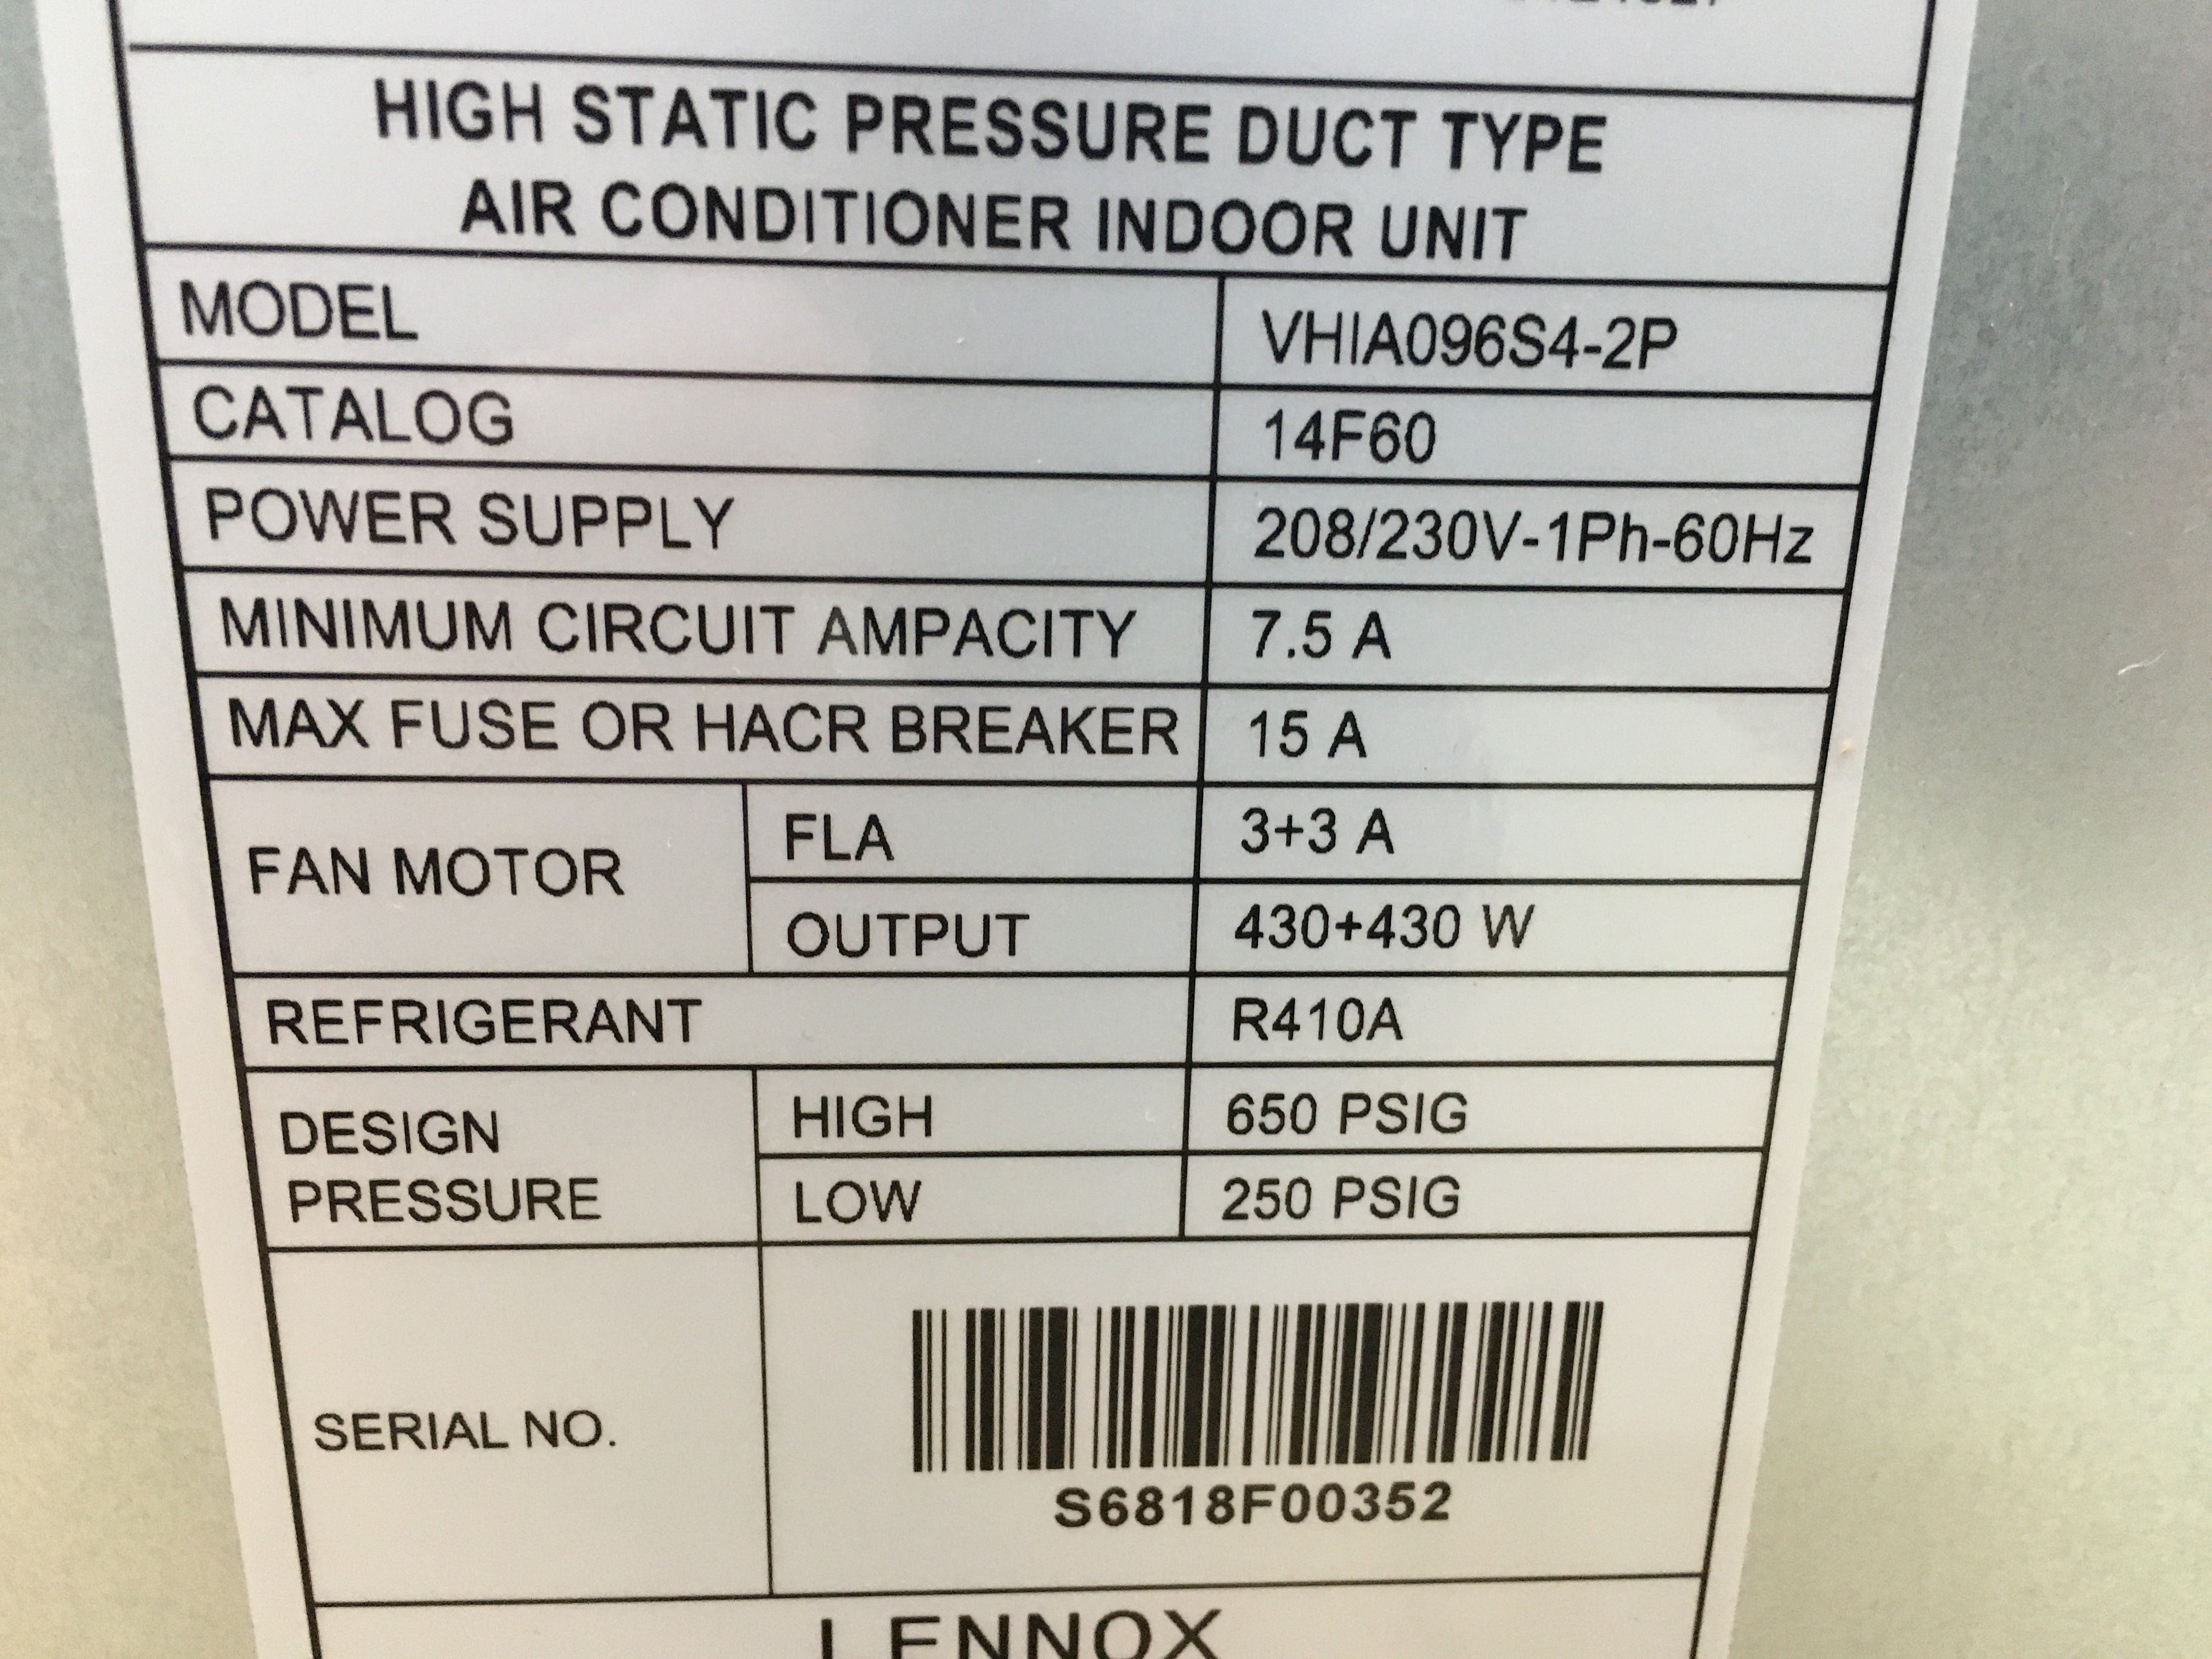 HIGH STATIC PRESSURE DUCT TYPE
AIR CONDITIONER INDOOR UNIT
MODEL VHIA096S4-2P
CATALOG 14F60
POWER SUPPLY 208/230V-1Ph-60Hz
MINIMUM CIRCUIT AMPACITY 7.5 A
MAX FUSE OR HACR BREAKER 15 A
FAN MOTOR
FLA 3+3 A
OUTPUT 430+430 W
REFRIGERANT R410A
DESIGN
PRESSURE
HIGH 650 PSIG
LOW 250 PSIG
SERIAL NO.
S6818F00352
LENNOX